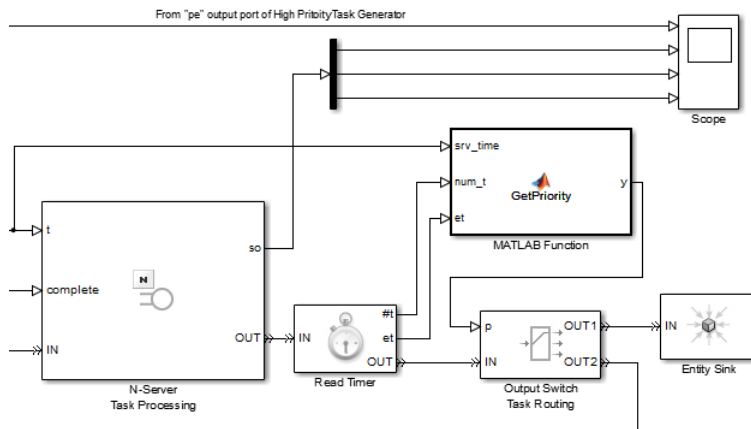 From "pe" output port of High PritoityTask Generator
Scope
srv_time
num_t
et
GetPriority
y
MATLAB Function
t
complete
IN
so
OUT
N
N-Server
Task Processing
IN
#t
et
OUT
Read Timer
p
IN
OUT1
OUT2
Output Switch
Task Routing
IN
Entity Sink